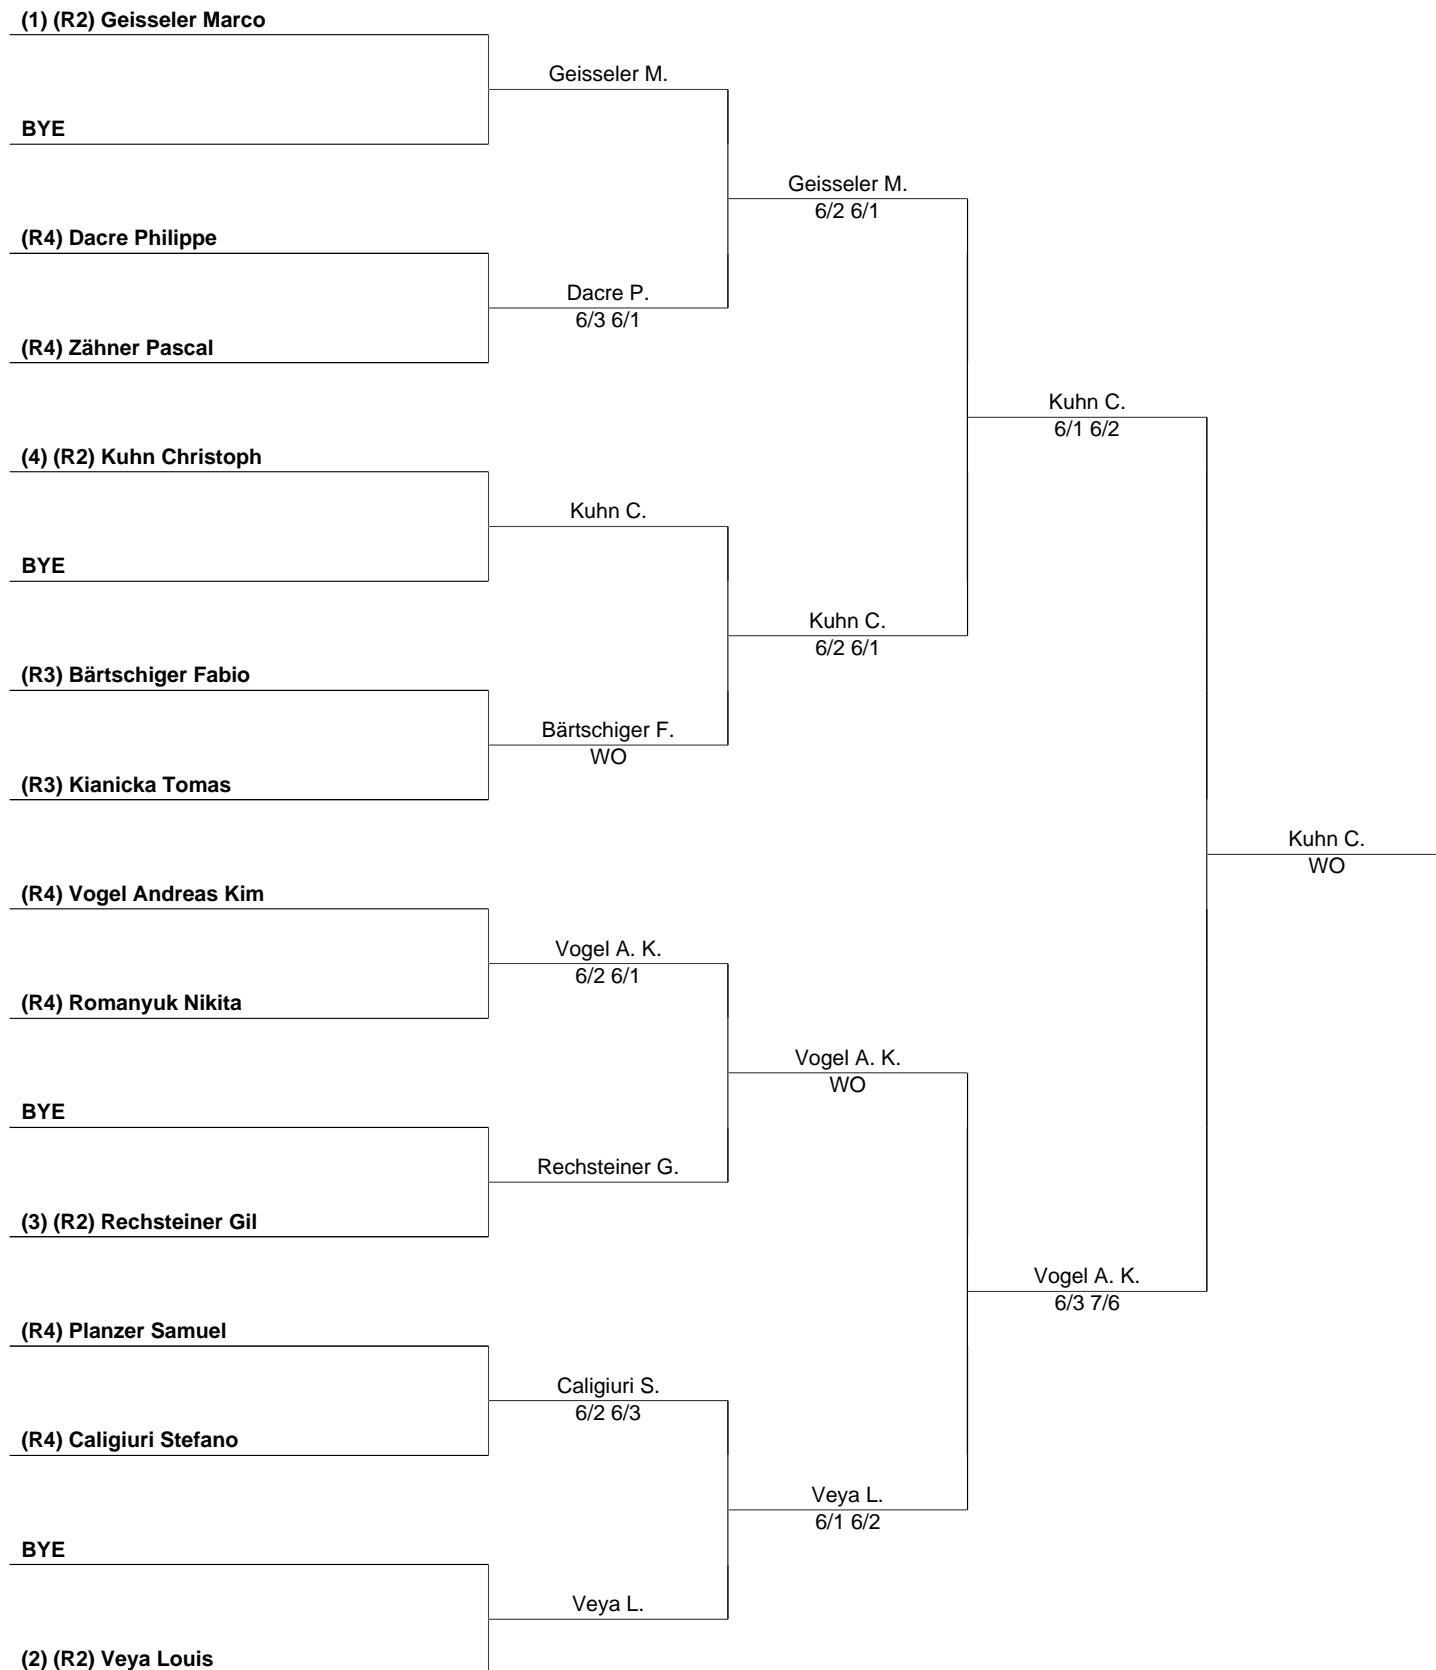 (1) (R2) Geisseler Marco
Geisseler M.
BYE
Geisseler M.
6/2 6/1
(R4) Dacre Philippe
Dacre P.
6/3 6/1
(R4) Zähner Pascal
Kuhn C.
6/1 6/2
(4) (R2) Kuhn Christoph
Kuhn C.
BYE
Kuhn C.
6/2 6/1
(R3) Bärtschiger Fabio
Bärtschiger F.
WO
(R3) Kianicka Tomas
Kuhn C.
WO
(R4) Vogel Andreas Kim
Vogel A. K.
6/2 6/1
(R4) Romanyuk Nikita
Vogel A. K.
WO
BYE
Rechsteiner G.
(3) (R2) Rechsteiner Gil
Vogel A. K.
6/3 7/6
(R4) Planzer Samuel
Caligiuri S.
6/2 6/3
(R4) Caligiuri Stefano
Veya L.
6/1 6/2
BYE
Veya L.
(2) (R2) Veya Louis